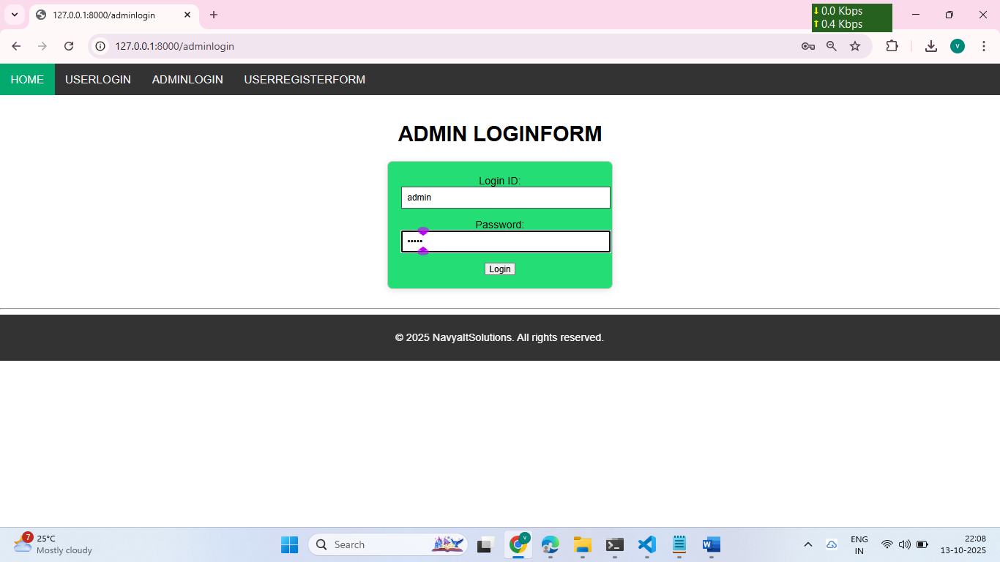 127.0.0.1:8000/adminlogin
0.0 Kbps
0.4 Kbps
127.0.0.1:8000/adminlogin
V
HOME USERLOGIN ADMINLOGIN USERREGISTERFORM
ADMIN LOGINFORM
Login ID:
admin
Password:
•••••
Login
© 2025 NavyaItSolutions. All rights reserved.
7
25°C
Mostly cloudy
Search
V
ENG
IN
22:08
13-10-2025